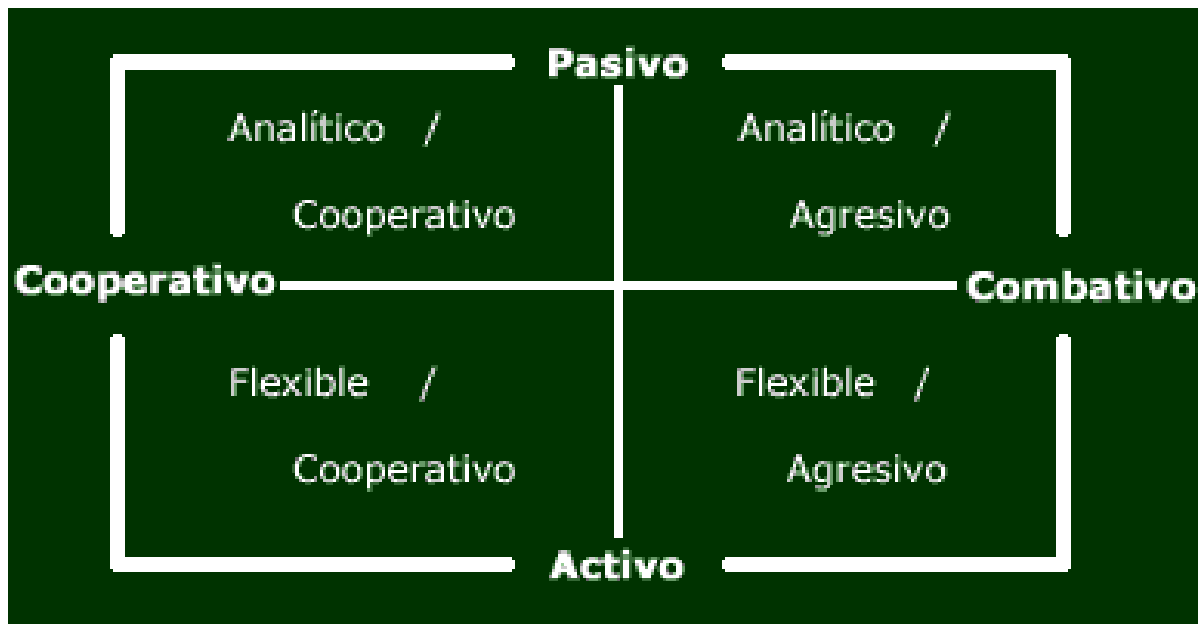 Pasivo
Analítico /
Cooperativo
Analítico /
Agresivo
Cooperativo
Combativo
Flexible /
Cooperativo
Flexible /
Agresivo
Activo